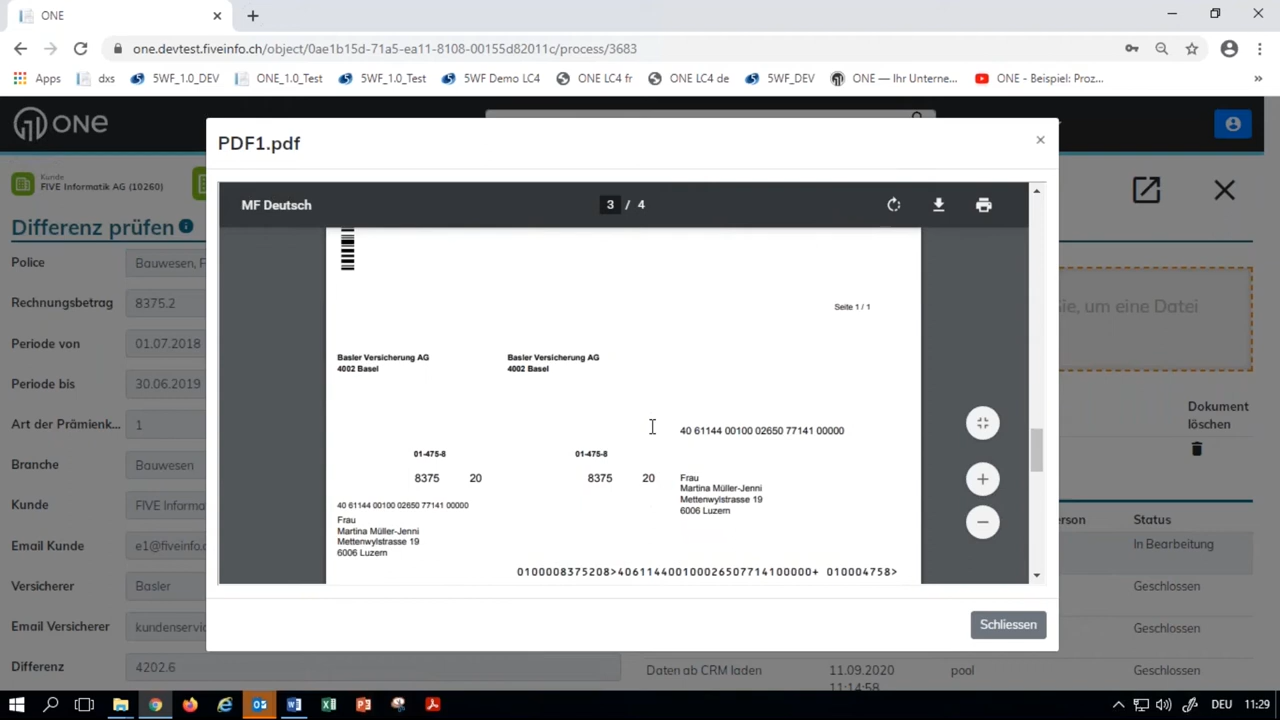 ONE
one.devtest.fiveinfo.ch/object/0ae1b15d-71a5-ea11-8108-00155d82011c/process/3683
Apps dxs 5WF_1.0_DEV ONE_1.0_Test 5WF_1.0_Test 5WF Demo LC4 ONE LC4 fr ONE LC4 de 5WF_DEV ONE — Ihr Unterne... ONE - Beispiel: Proz... »
ONE
PDF1.pdf ×
Kunde
FIVE Informatik AG (10260)
MF Deutsch 3 / 4
Differenz prüfen
Police Bauwesen, F
Rechnungsbetrag 8375.2
Periode von 01.07.2018
Periode bis 30.06.2019
Art der Prämienk... 1
Branche Bauwesen
Kunde FIVE Informa
Email Kunde e1@fiveinfo.c
Versicherer Basler
Email Versicherer kundenservic
Differenz 4202.6
Seite 1 / 1
Basler Versicherung AG Basler Versicherung AG
4002 Basel 4002 Basel
40 61144 00100 02650 77141 00000
01-475-8 01-475-8
8375 20 8375 20
Frau
Martina Müller-Jenni
Mettenwylstrasse 19
6006 Luzern
40 61144 00100 02650 77141 00000
Frau
Martina Müller-Jenni
Mettenwylstrasse 19
6006 Luzern
0100008375208>406114400100026507714100000+ 010004758>
Schliessen
Sie, um eine Datei
Dokument
löschen
erson Status
In Bearbeitung
Geschlossen
Geschlossen
Daten ab CRM laden 11.09.2020 pool Geschlossen
11:14:58
DEU 11:29